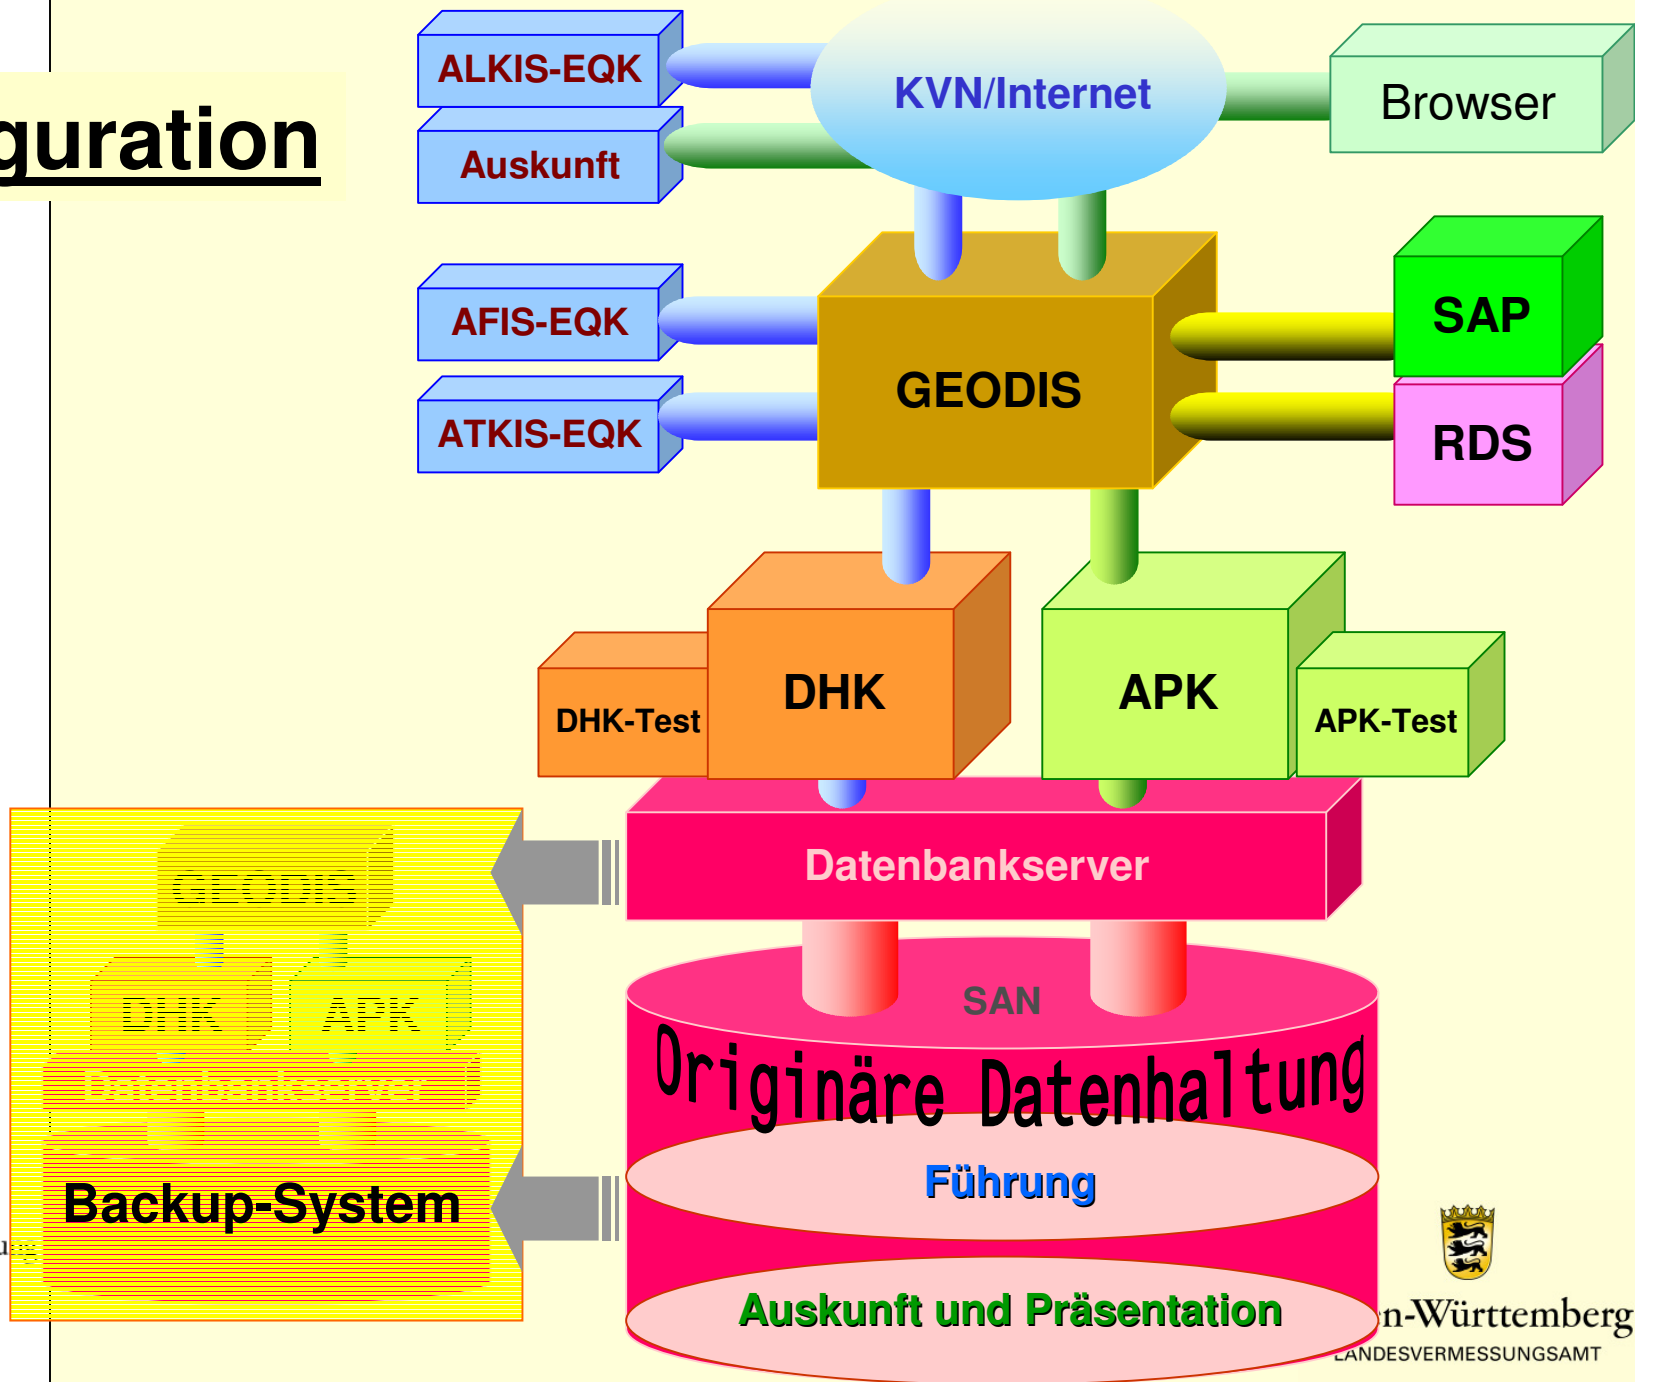 guration
ALKIS-EQK
Auskunft
KVN/Internet
Browser
AFIS-EQK
ATKIS-EQK
GEODIS
SAP
RDS
DHK-Test
DHK
APK
APK-Test
Datenbankserver
GEODIS
DHK
APK
Datenbankserver
Backup-System
SAN
Originäre Datenhaltung
Führung
Auskunft und Präsentation
n-Württemberg
LANDESVERMESSUNGSAMT